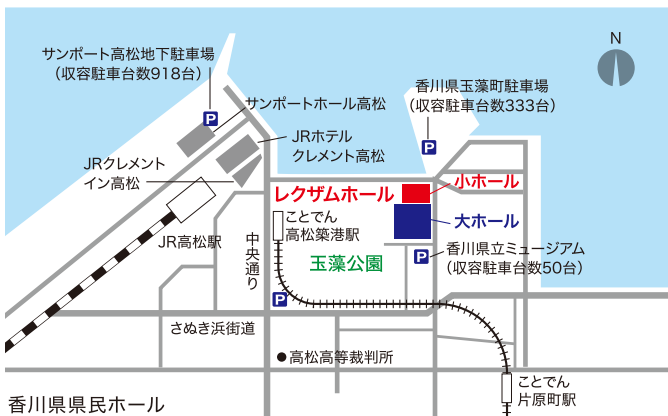 サンポート高松地下駐車場
（収容駐車台数918台）
N
P
サンポートホール高松
香川県玉藻町駐車場
（収容駐車台数333台）
P
JRホテル
クレメント高松
JRクレメント
イン高松
レクザムホール
小ホール
大ホール
ことでん
高松築港駅
JR高松駅
中央通り
玉藻公園
P
香川県立ミュージアム
（収容駐車台数50台）
P
さぬき浜街道
高松高等裁判所
ことでん
片原町駅
香川県県民ホール